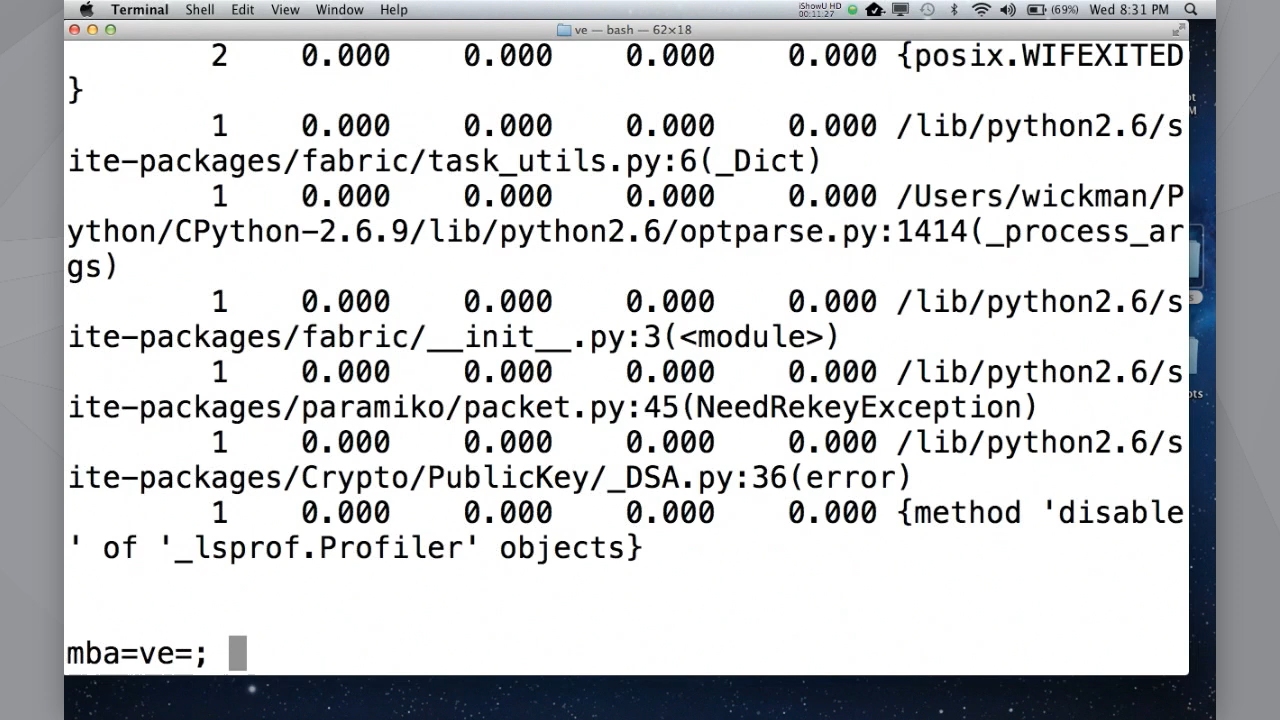 Terminal Shell Edit View Window Help iShowU HD 00:11:27 (69%) Wed 8:31 PM
ve — bash — 62×18
2 0.000 0.000 0.000 0.000 {posix.WIFEXITED
}
1 0.000 0.000 0.000 0.000 /lib/python2.6/s
ite-packages/fabric/task_utils.py:6(_Dict)
1 0.000 0.000 0.000 0.000 /Users/wickman/P
ython/CPython-2.6.9/lib/python2.6/optparse.py:1414(_process_ar
gs)
1 0.000 0.000 0.000 0.000 /lib/python2.6/s
ite-packages/fabric/__init__.py:3(<module>)
1 0.000 0.000 0.000 0.000 /lib/python2.6/s
ite-packages/paramiko/packet.py:45(NeedRekeyException)
1 0.000 0.000 0.000 0.000 /lib/python2.6/s
ite-packages/Crypto/PublicKey/_DSA.py:36(error)
1 0.000 0.000 0.000 0.000 {method 'disable
' of '_lsprof.Profiler' objects}
mba=ve=;